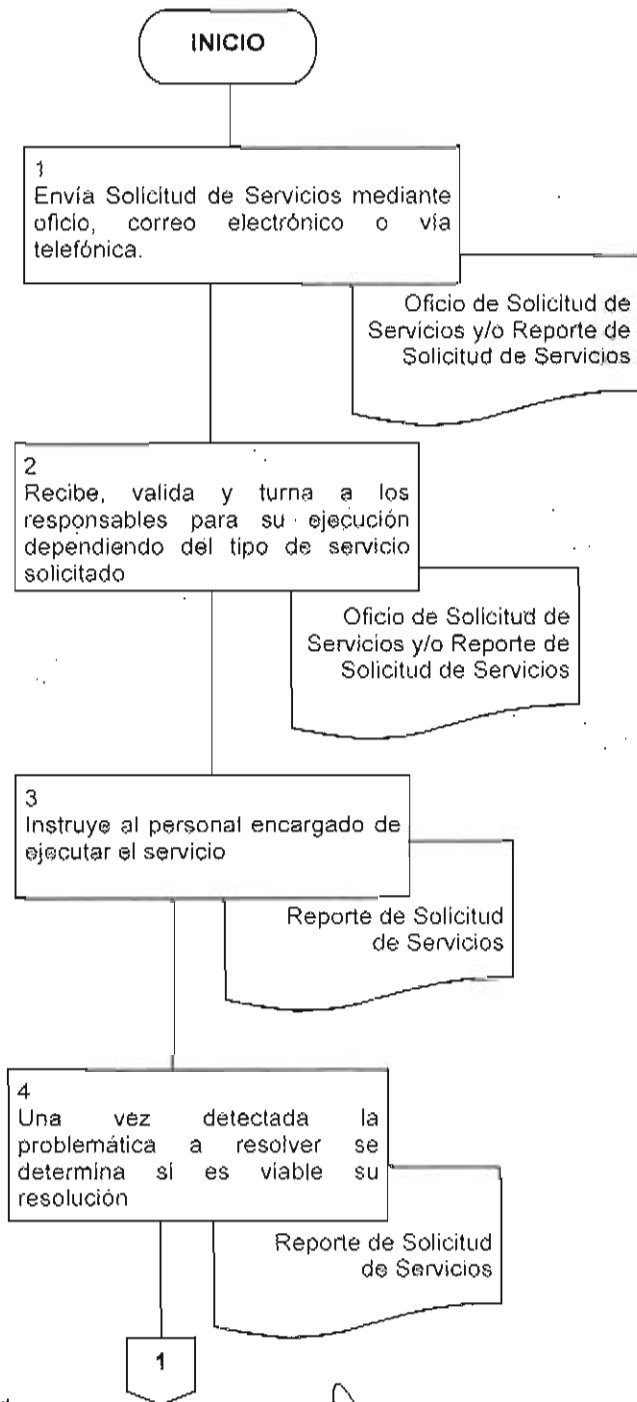 INICIO
1
Envía Solicitud de Servicios mediante
oficio, correo electrónico o vía
telefónica.
Oficio de Solicitud de
Servicios y/o Reporte de
Solicitud de Servicios
2
Recibe, valida y turna a los
responsables para su ejecución
dependiendo del tipo de servicio
solicitado
Oficio de Solicitud de
Servicios y/o Reporte de
Solicitud de Servicios
3
Instruye al personal encargado de
ejecutar el servicio
Reporte de Solicitud
de Servicios
4
Una vez detectada la
problemática a resolver se
determina si es viable su
resolución
Reporte de Solicitud
de Servicios
1